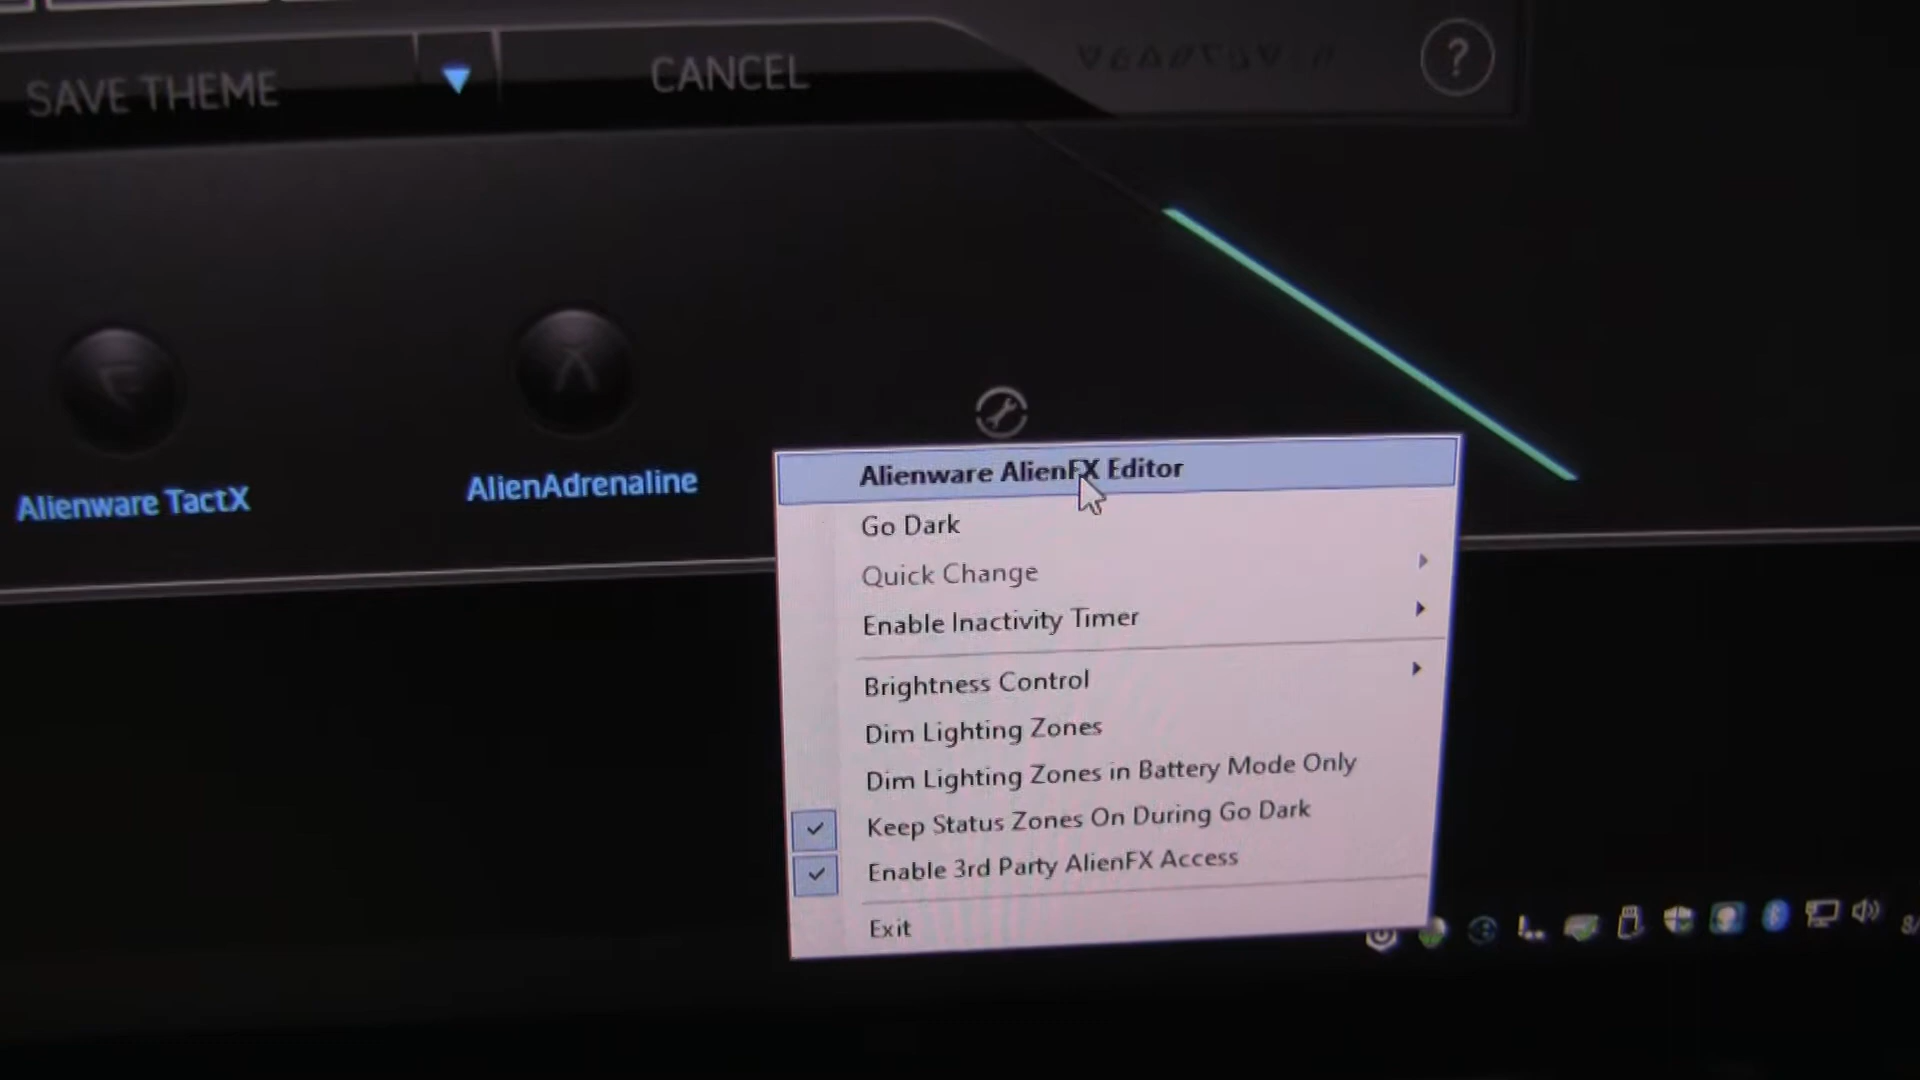 SAVE THEME
CANCEL
?
Alienware TactX
AlienAdrenaline
Alienware AlienFX Editor
Go Dark
Quick Change
Enable Inactivity Timer
Brightness Control
Dim Lighting Zones
Dim Lighting Zones in Battery Mode Only
Keep Status Zones On During Go Dark
Enable 3rd Party AlienFX Access
Exit